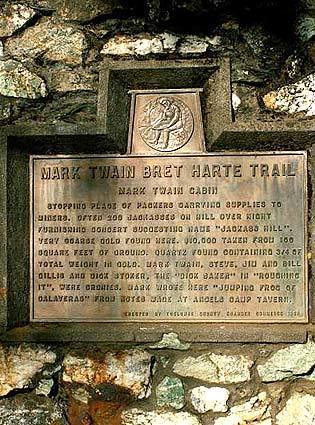 MARK TWAIN BRET HARTE TRAIL
MARK TWAIN CABIN
STOPPING PLACE OF PACKERS CARRYING SUPPLIES TO
MINERS. OFTEN 200 JACKASSES ON HILL OVER NIGHT
FURNISHING CONCERT SUGGESTING NAME "JACKASS HILL".
VERY COARSE GOLD FOUND HERE. $10,000 TAKEN FROM 100
SQUARE FEET OF GROUND. QUARTZ FOUND CONTAINING 3/4 OF
TOTAL WEIGHT IN GOLD. MARK TWAIN, STEVE, JIM AND BILL
GILLIS AND DICK STOKER, THE "DICK BAKER" IN "ROUGHING
IT", WERE CRONIES. MARK WROTE HERE "JUMPING FROG OF
CALAVERAS" FROM NOTES MADE AT ANGELS CAMP TAVERN.
ERECTED BY TUOLUMNE COUNTY CHAMBER COMMERCE